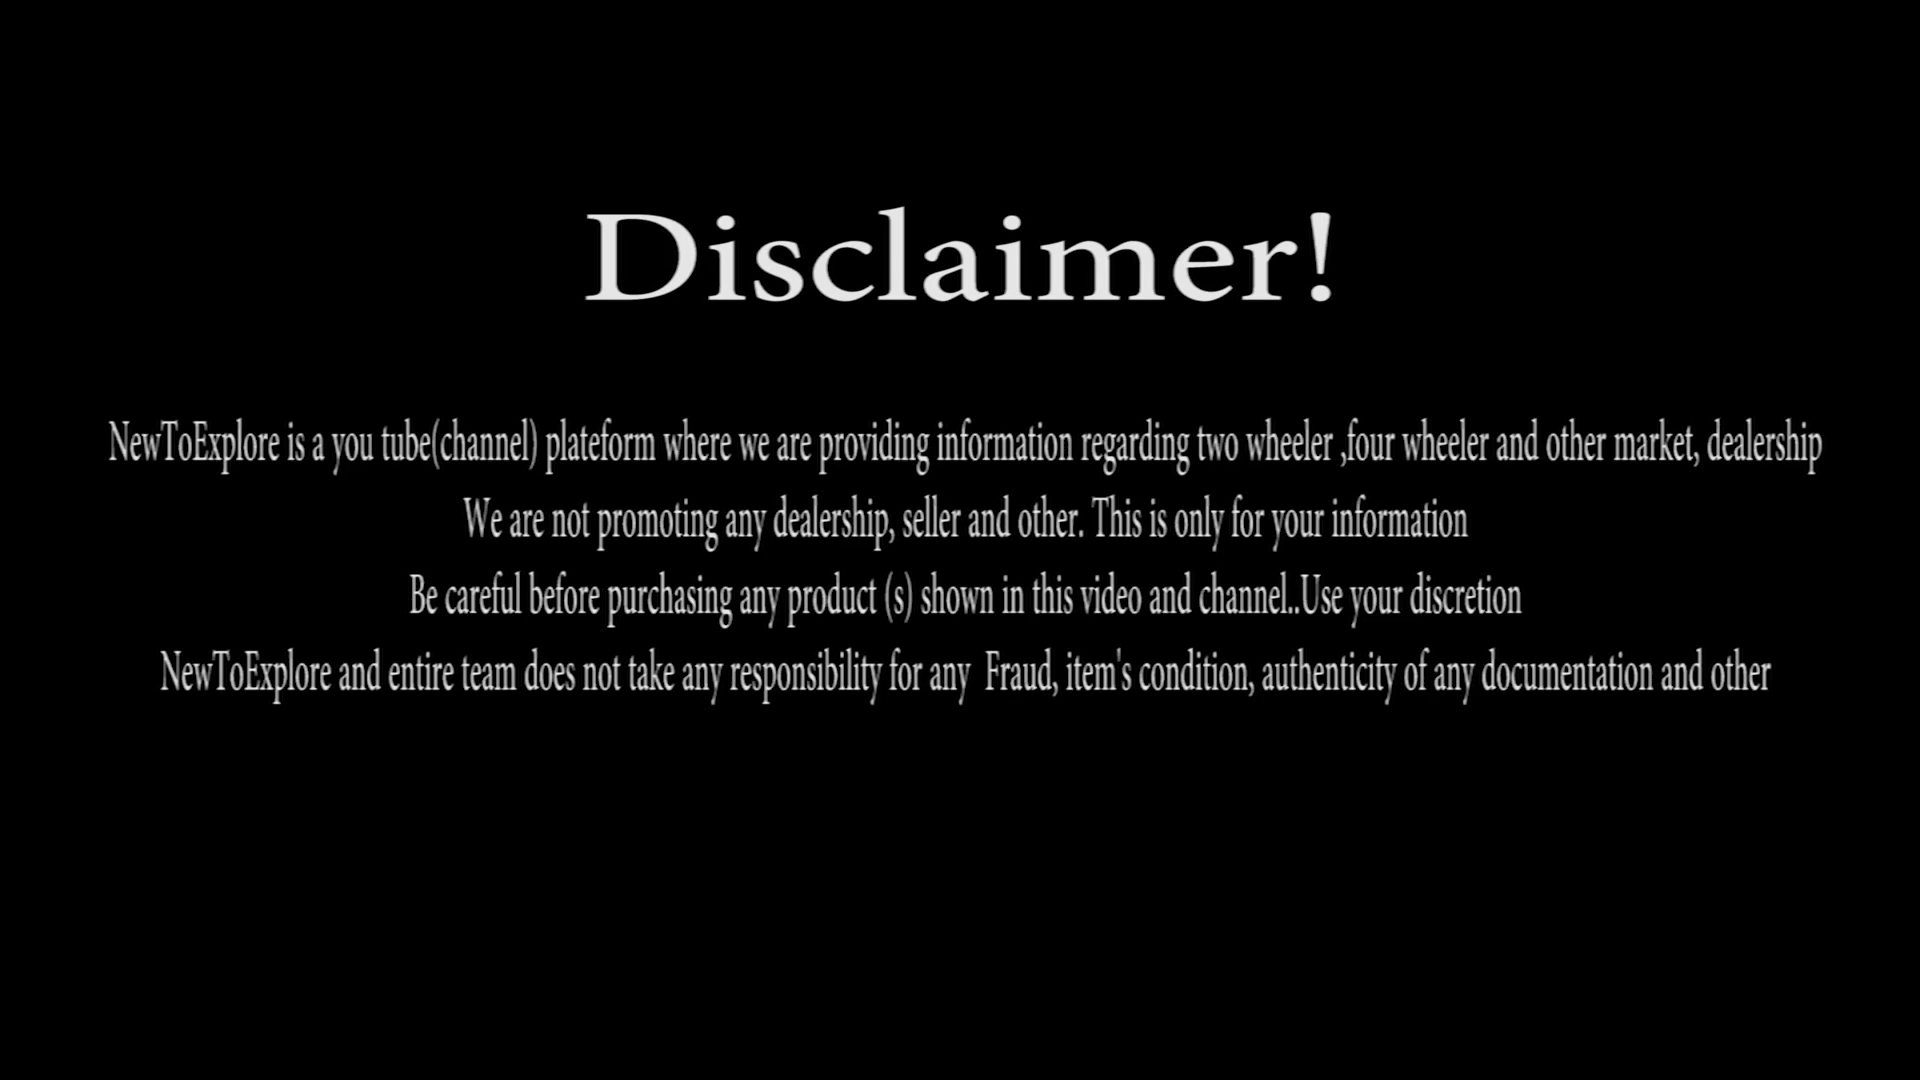 Disclaimer!
NewToExplore is a you tube(channel) plateform where we are providing information regarding two wheeler ,four wheeler and other market, dealership
We are not promoting any dealership, seller and other. This is only for your information
Be careful before purchasing any product (s) shown in this video and channel..Use your discretion
NewToExplore and entire team does not take any responsibility for any  Fraud, item's condition, authenticity of any documentation and other